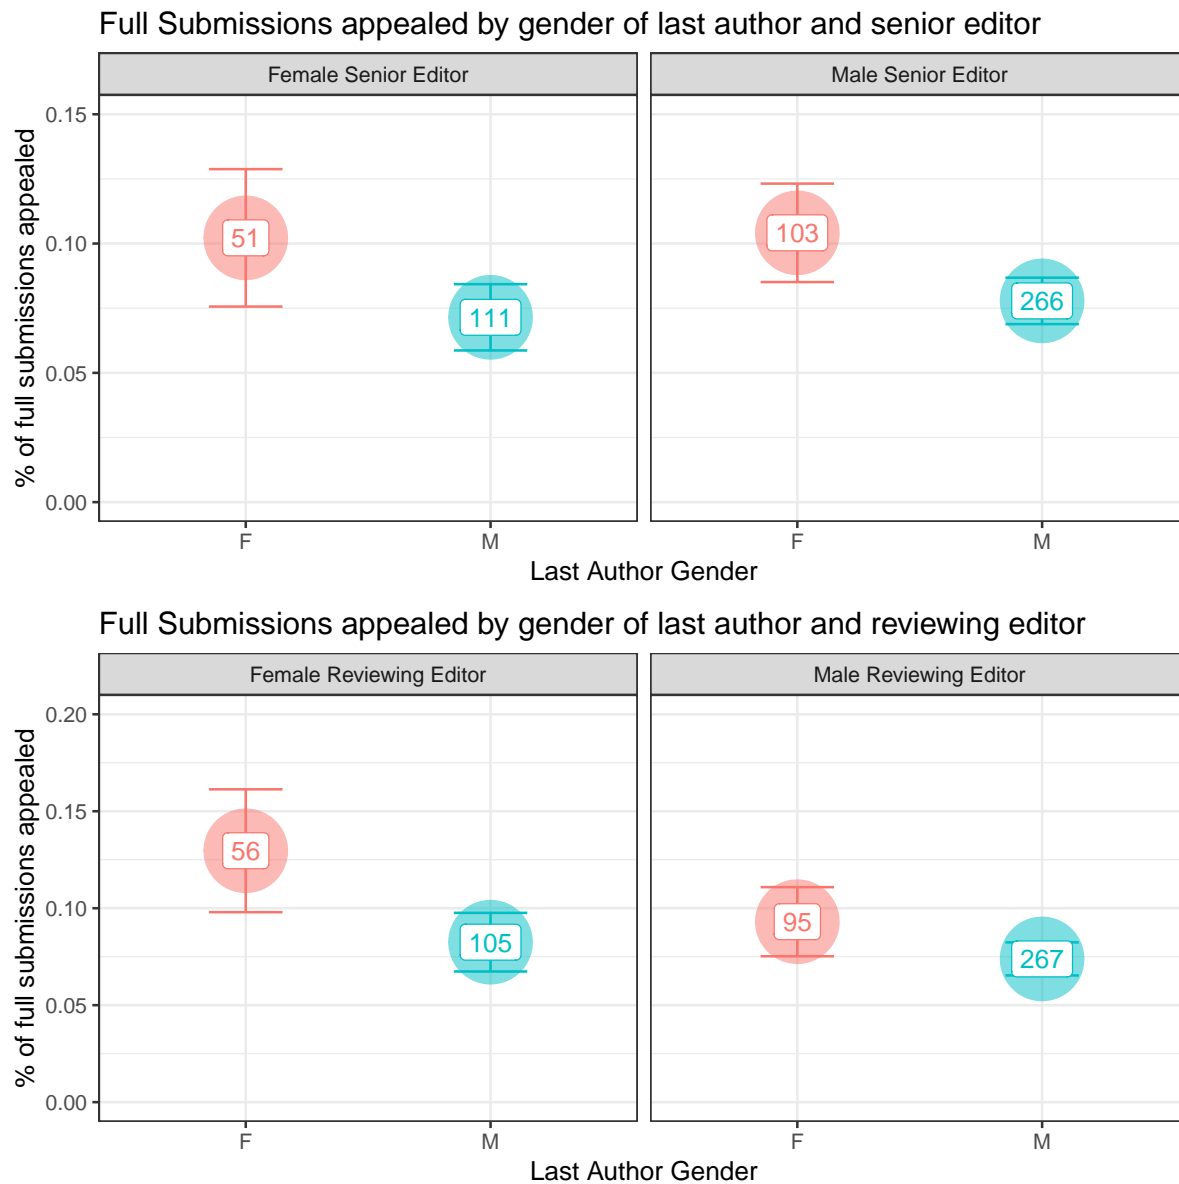 Full Submissions appealed by gender of last author and senior editor
Female Senior Editor
Male Senior Editor
% of full submissions appealed
0.15
0.10
0.05
0.00
51
111
103
266
F
M
F
M
Last Author Gender
Full Submissions appealed by gender of last author and reviewing editor
Female Reviewing Editor
Male Reviewing Editor
% of full submissions appealed
0.20
0.15
0.10
0.05
0.00
56
105
95
267
F
M
F
M
Last Author Gender